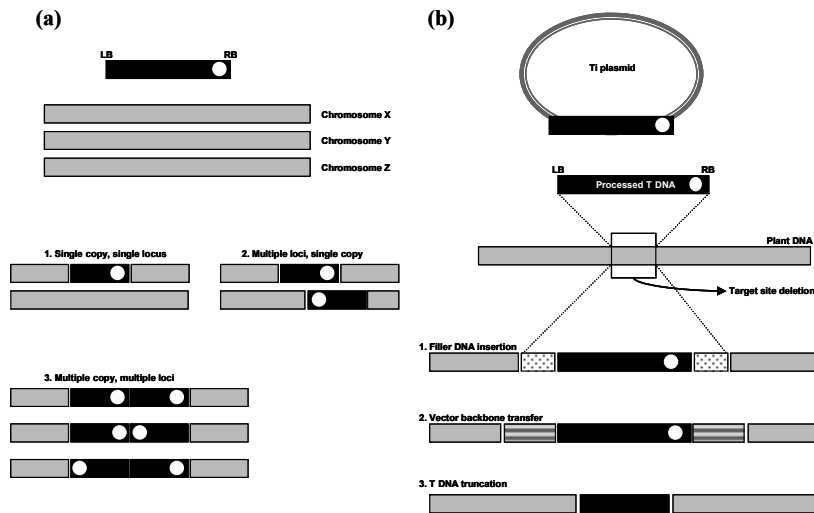 (a)
LB RB
Chromosome X
Chromosome Y
Chromosome Z
1. Single copy, single locus
2. Multiple loci, single copy
3. Multiple copy, multiple loci
(b)
Ti plasmid
LB RB
Processed T DNA
Plant DNA
Target site deletion
1. Filler DNA insertion
2. Vector backbone transfer
3. T DNA truncation